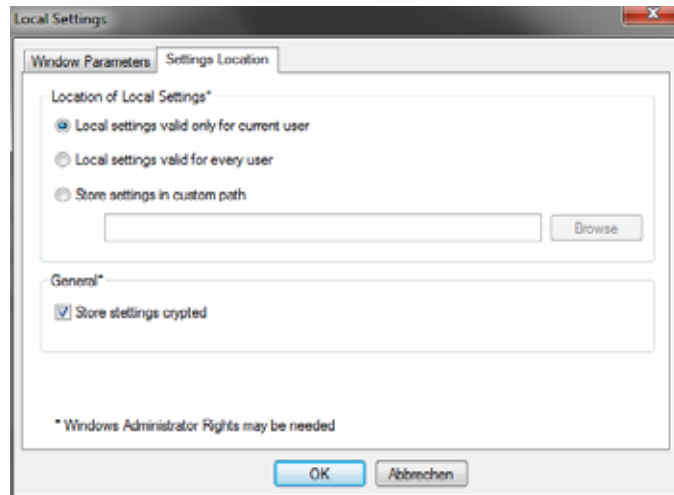 Local Settings
Window Parameters Settings Location
Location of Local Settings*
Local settings valid only for current user
Local settings valid for every user
Store settings in custom path
Browse
General*
Store stettings crypted
* Windows Administrator Rights may be needed
OK Abbrechen